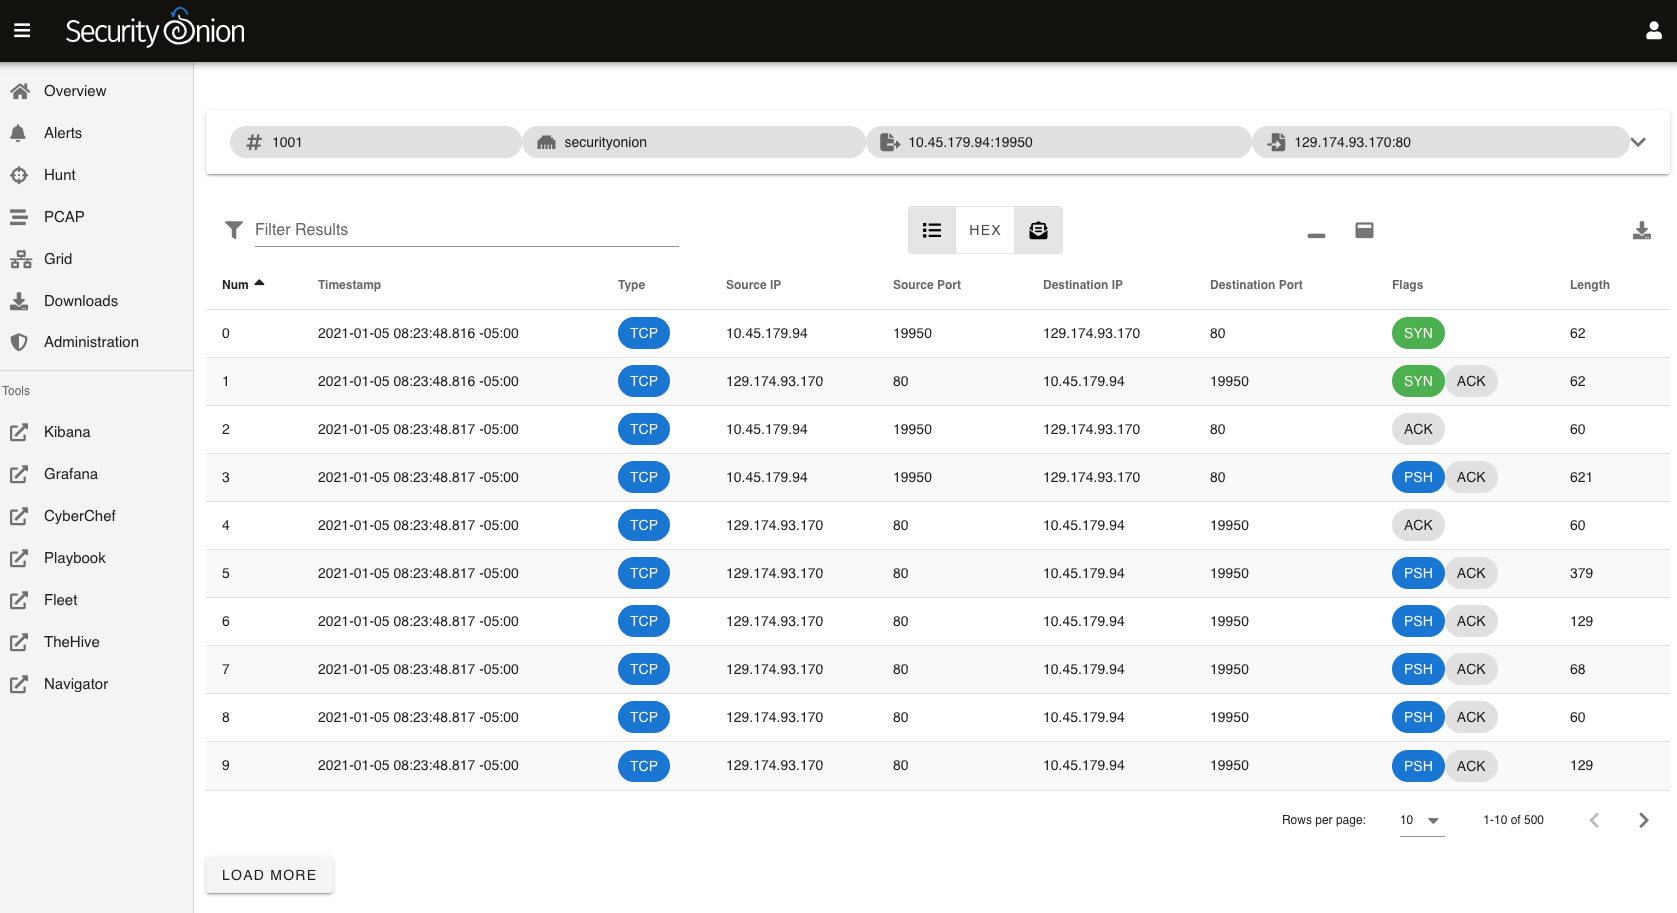 Security Onion
Overview
Alerts
Hunt
PCAP
Grid
Downloads
Administration
Tools
Kibana
Grafana
CyberChef
Playbook
Fleet
TheHive
Navigator
1001 securityonion 10.45.179.94:19950 129.174.93.170:80
Filter Results HEX
Num Timestamp Type Source IP Source Port Destination IP Destination Port Flags Length
0 2021-01-05 08:23:48.816 -05:00 TCP 10.45.179.94 19950 129.174.93.170 80 SYN 62
1 2021-01-05 08:23:48.816 -05:00 TCP 129.174.93.170 80 10.45.179.94 19950 SYN ACK 62
2 2021-01-05 08:23:48.817 -05:00 TCP 10.45.179.94 19950 129.174.93.170 80 ACK 60
3 2021-01-05 08:23:48.817 -05:00 TCP 10.45.179.94 19950 129.174.93.170 80 PSH ACK 621
4 2021-01-05 08:23:48.817 -05:00 TCP 129.174.93.170 80 10.45.179.94 19950 ACK 60
5 2021-01-05 08:23:48.817 -05:00 TCP 129.174.93.170 80 10.45.179.94 19950 PSH ACK 379
6 2021-01-05 08:23:48.817 -05:00 TCP 129.174.93.170 80 10.45.179.94 19950 PSH ACK 129
7 2021-01-05 08:23:48.817 -05:00 TCP 129.174.93.170 80 10.45.179.94 19950 PSH ACK 68
8 2021-01-05 08:23:48.817 -05:00 TCP 129.174.93.170 80 10.45.179.94 19950 PSH ACK 60
9 2021-01-05 08:23:48.817 -05:00 TCP 129.174.93.170 80 10.45.179.94 19950 PSH ACK 129
Rows per page: 10 1-10 of 500
LOAD MORE